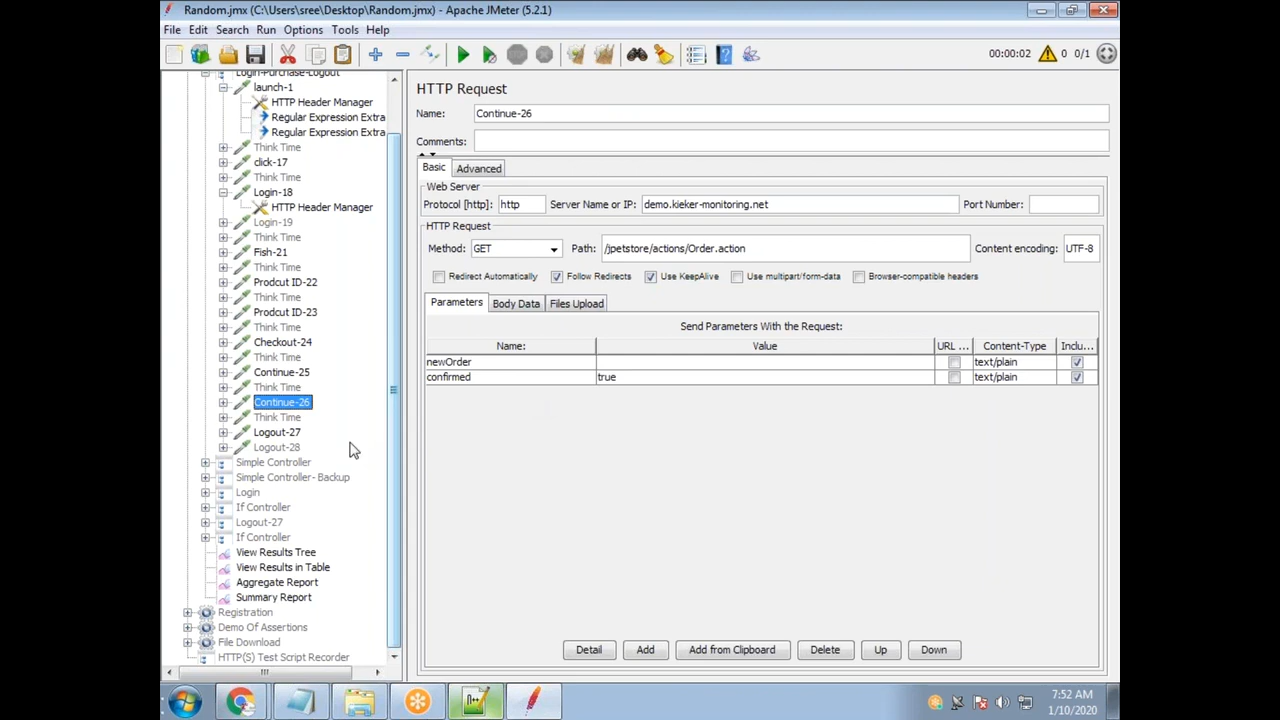 Random.jmx (C:\Users\sree\Desktop\Random.jmx) - Apache JMeter (5.2.1)
File Edit Search Run Options Tools Help
00:00:02 0 0/1
Login-Purchase-Logout
launch-1
HTTP Header Manager
Regular Expression Extra
Regular Expression Extra
Think Time
click-17
Think Time
Login-18
HTTP Header Manager
Login-19
Think Time
Fish-21
Think Time
Prodcut ID-22
Think Time
Prodcut ID-23
Think Time
Checkout-24
Think Time
Continue-25
Think Time
Continue-26
Think Time
Logout-27
Logout-28
Simple Controller
Simple Controller- Backup
Login
If Controller
Logout-27
If Controller
View Results Tree
View Results in Table
Aggregate Report
Summary Report
Registration
Demo Of Assertions
File Download
HTTP(S) Test Script Recorder
HTTP Request
Name: Continue-26
Comments:
Basic Advanced
Web Server
Protocol [http]: http Server Name or IP: demo.kieker-monitoring.net Port Number:
HTTP Request
Method: GET Path: /jpetstore/actions/Order.action Content encoding: UTF-8
Redirect Automatically Follow Redirects Use KeepAlive Use multipart/form-data Browser-compatible headers
Parameters Body Data Files Upload
Send Parameters With the Request:
Name: Value URL ... Content-Type Inclu...
newOrder text/plain
confirmed true text/plain
Detail Add Add from Clipboard Delete Up Down
7:52 AM
1/10/2020